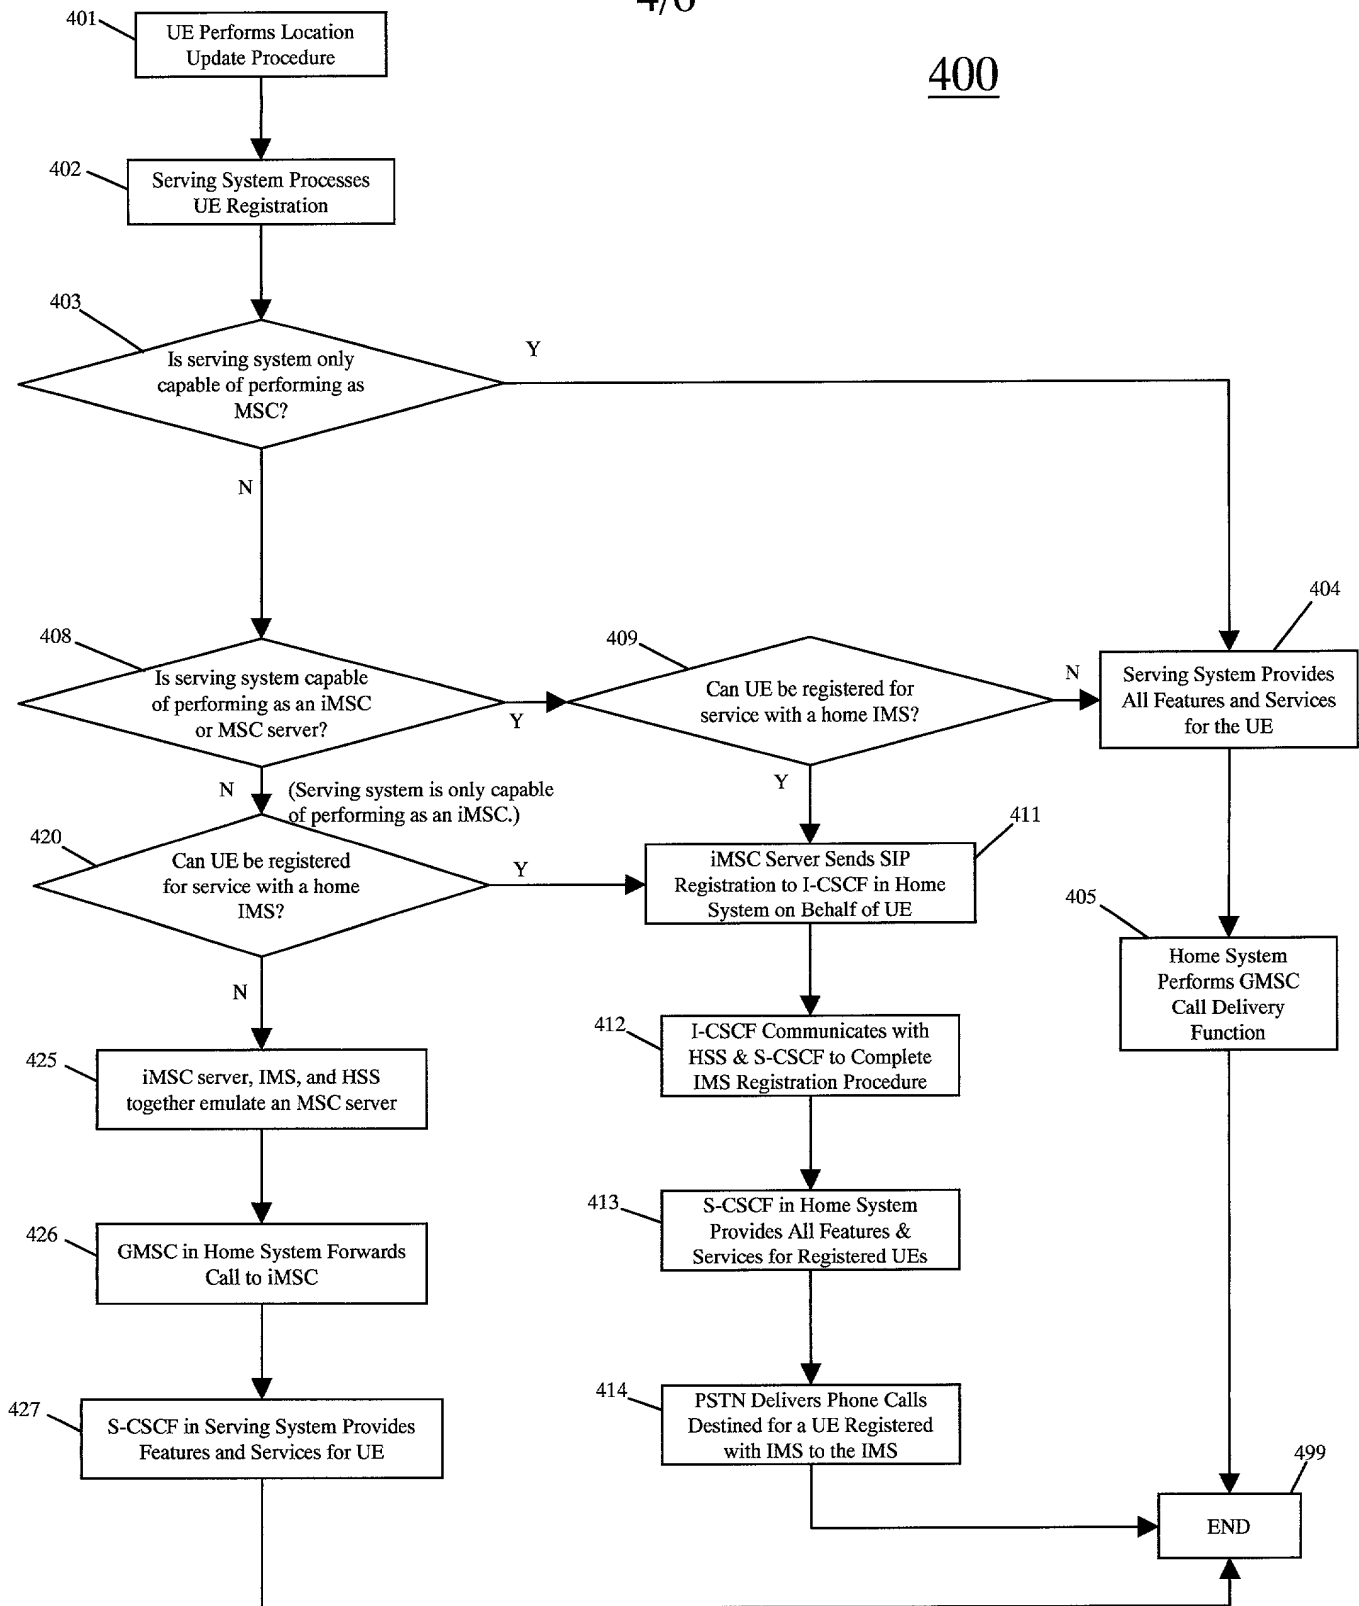 4/6
400
401
UE Performs Location
Update Procedure
402
Serving System Processes
UE Registration
403
Is serving system only
capable of performing as
MSC?
Y
N
408
Is serving system capable
of performing as an iMSC
or MSC server?
Y
N
(Serving system is only capable
of performing as an iMSC.)
409
Can UE be registered for
service with a home IMS?
N
Y
404
Serving System Provides
All Features and Services
for the UE
420
Can UE be registered
for service with a home
IMS?
Y
N
411
iMSC Server Sends SIP
Registration to I-CSCF in Home
System on Behalf of UE
405
Home System
Performs GMSC
Call Delivery
Function
412
I-CSCF Communicates with
HSS & S-CSCF to Complete
IMS Registration Procedure
425
iMSC server, IMS, and HSS
together emulate an MSC server
413
S-CSCF in Home System
Provides All Features &
Services for Registered UEs
426
GMSC in Home System Forwards
Call to iMSC
414
PSTN Delivers Phone Calls
Destined for a UE Registered
with IMS to the IMS
427
S-CSCF in Serving System Provides
Features and Services for UE
499
END